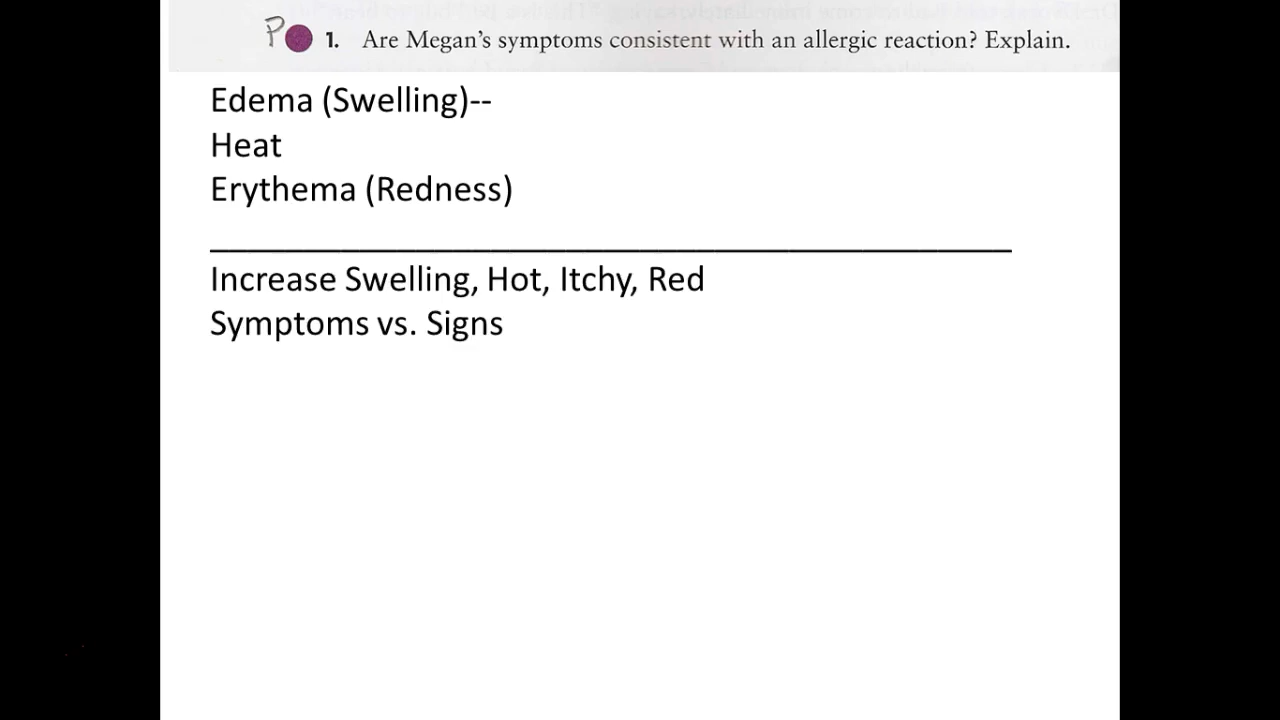 P 1. Are Megan's symptoms consistent with an allergic reaction? Explain.
Edema (Swelling)--
Heat
Erythema (Redness)
Increase Swelling, Hot, Itchy, Red
Symptoms vs. Signs